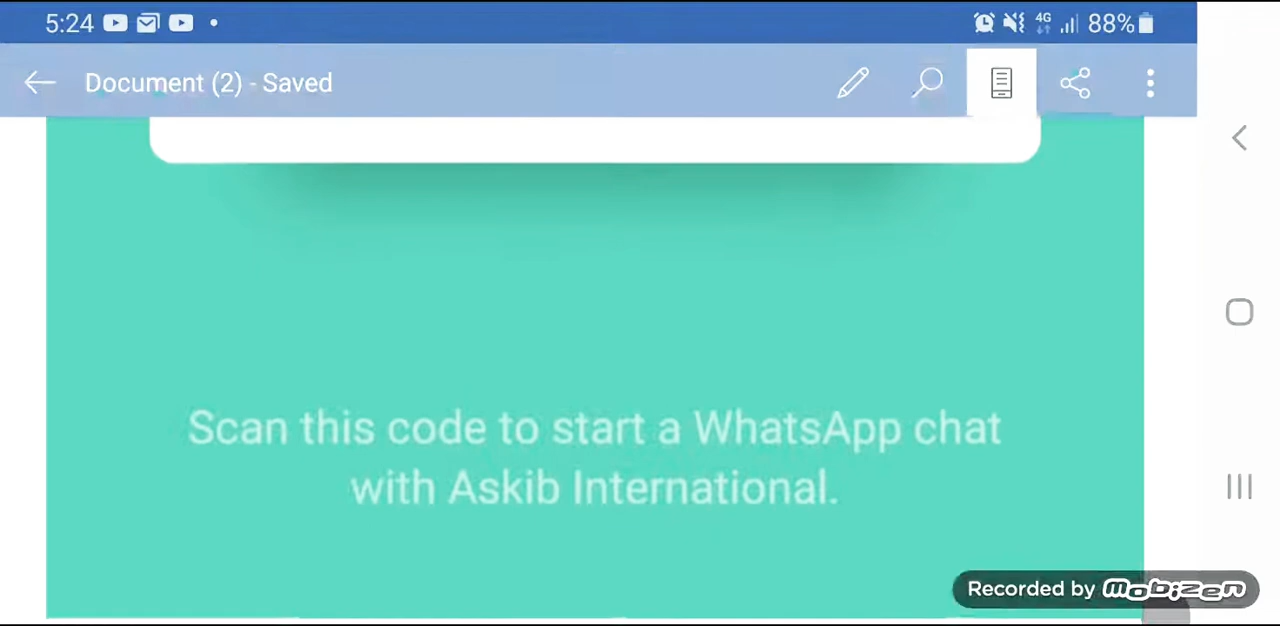 5:24
4G
88%
Document (2) - Saved
Scan this code to start a WhatsApp chat
with Askib International.
Recorded by mobizen